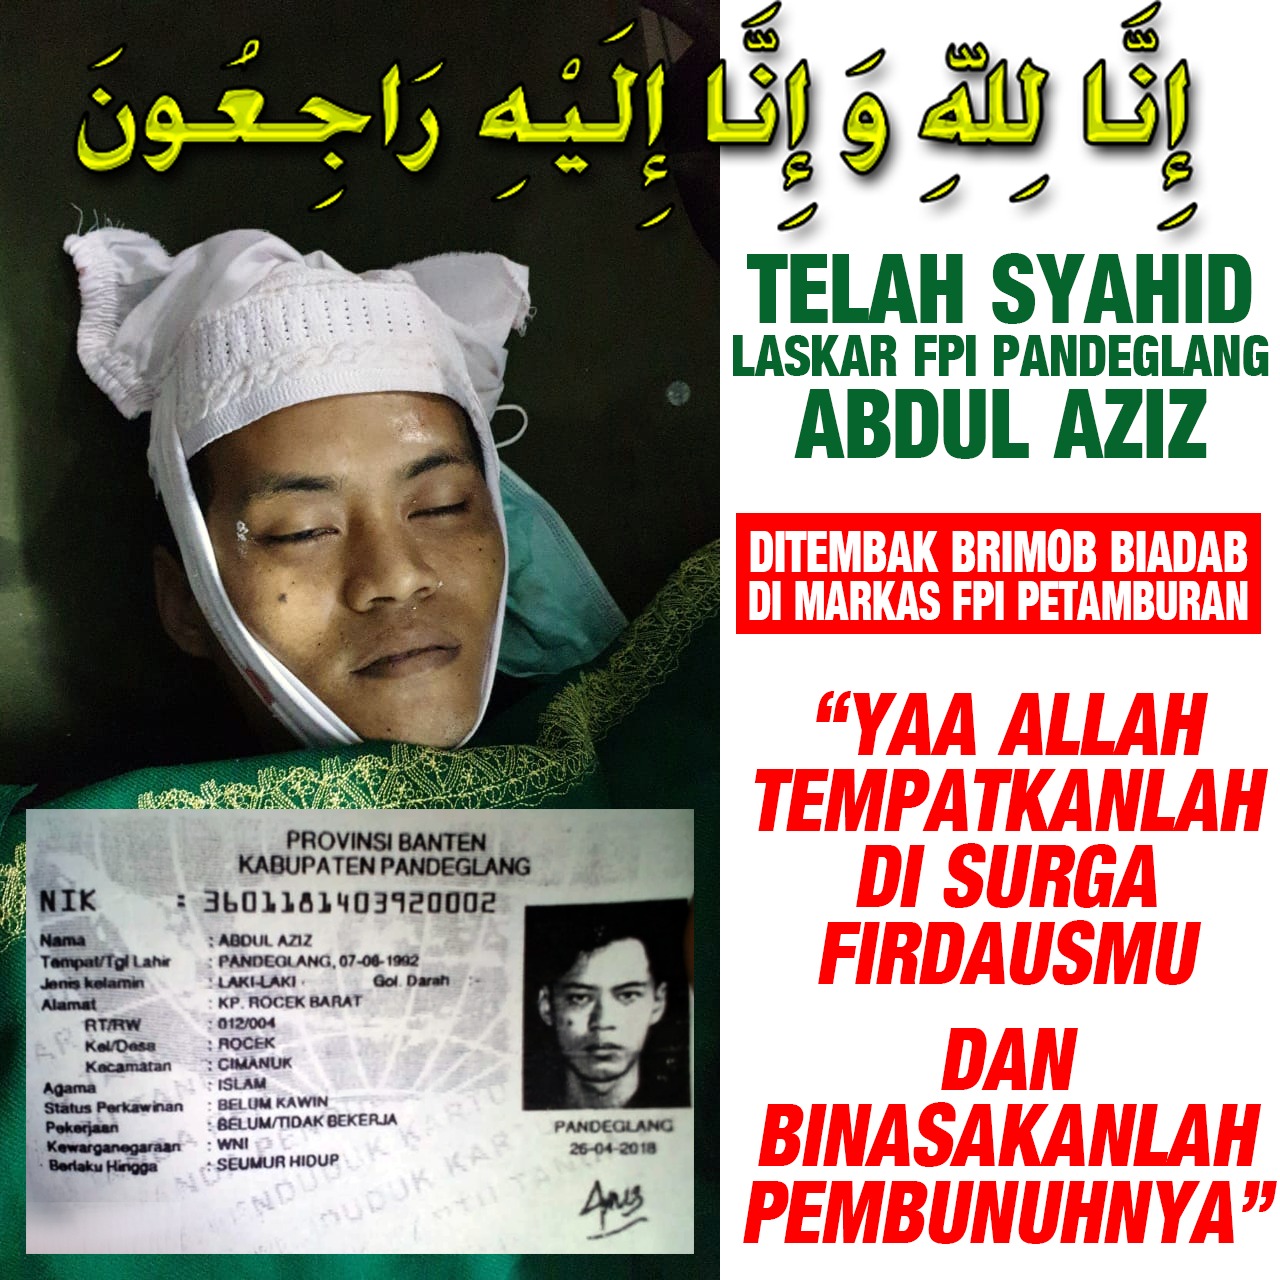 إِنَّا لِلّٰهِ وَ إِنَّا إِلَيْهِ رَاجِعُونَ
TELAH SYAHID
LASKAR FPI PANDEGLANG
ABDUL AZIZ
DITEMBAK BRIMOB BIADAB
DI MARKAS FPI PETAMBURAN
“YAA ALLAH
TEMPATKANLAH
DI SURGA
FIRDAUSMU
DAN
BINASAKANLAH
PEMBUNUHNYA”
PROVINSI BANTEN
KABUPATEN PANDEGLANG
NIK : 3601181403920002
Nama : ABDUL AZIZ
Tempat/Tgl Lahir : PANDEGLANG, 07-06-1992
Jenis kelamin : LAKI-LAKI Gol. Darah :-
Alamat : KP. ROCEK BARAT
RT/RW : 012/004
Kel/Desa : ROCEK
Kecamatan : CIMANUK
Agama : ISLAM
Status Perkawinan : BELUM KAWIN
Pekerjaan : BELUM/TIDAK BEKERJA
Kewarganegaraan : WNI
Berlaku Hingga : SEUMUR HIDUP
PANDEGLANG
26-04-2018